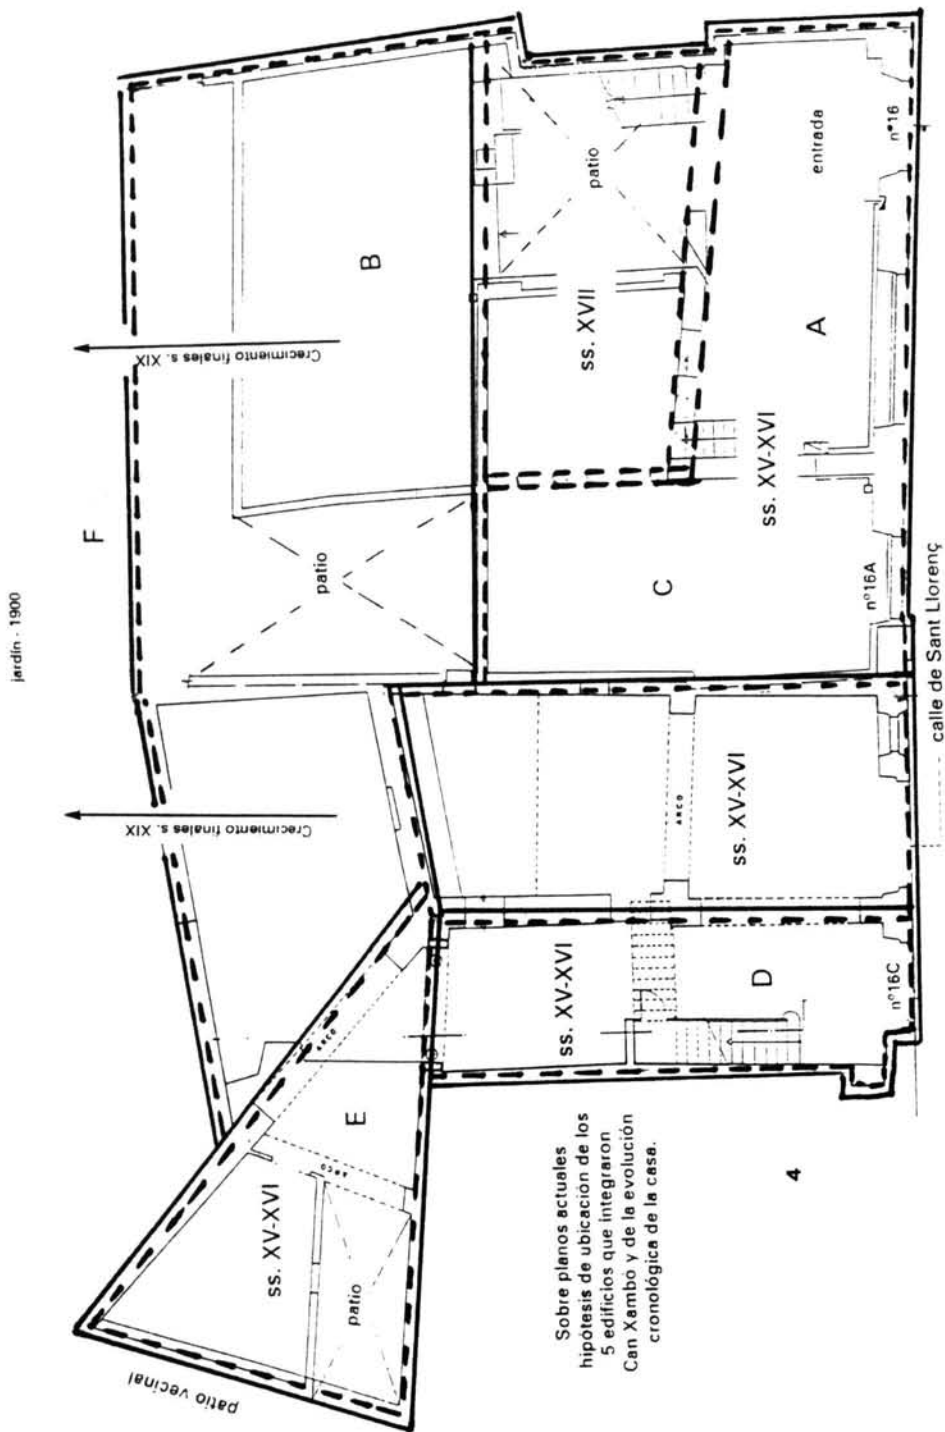 jardín - 1900
F
Crecimiento finales s. XIX
Crecimiento finales s. XIX
B
patio
patio
ss. XVII
entrada
nº16
A
ss. XV-XVI
C
nº16A
calle de Sant Llorenç
ARCO
ss. XV-XVI
ss. XV-XVI
D
nº16C
ARCO
E
ARCO
ss. XV-XVI
patio
patio vecinal
Sobre planos actuales
hipótesis de ubicación de los
5 edificios que integraron
Can Xambó y de la evolución
cronológica de la casa.
4